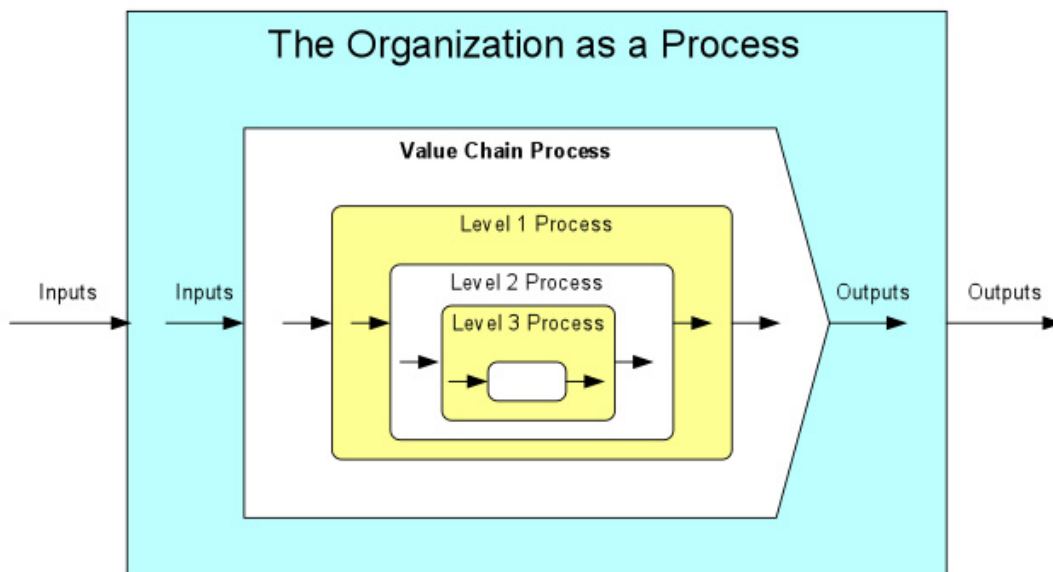 The Organization as a Process
Value Chain Process
Level 1 Process
Level 2 Process
Level 3 Process
Inputs
Inputs
Outputs
Outputs